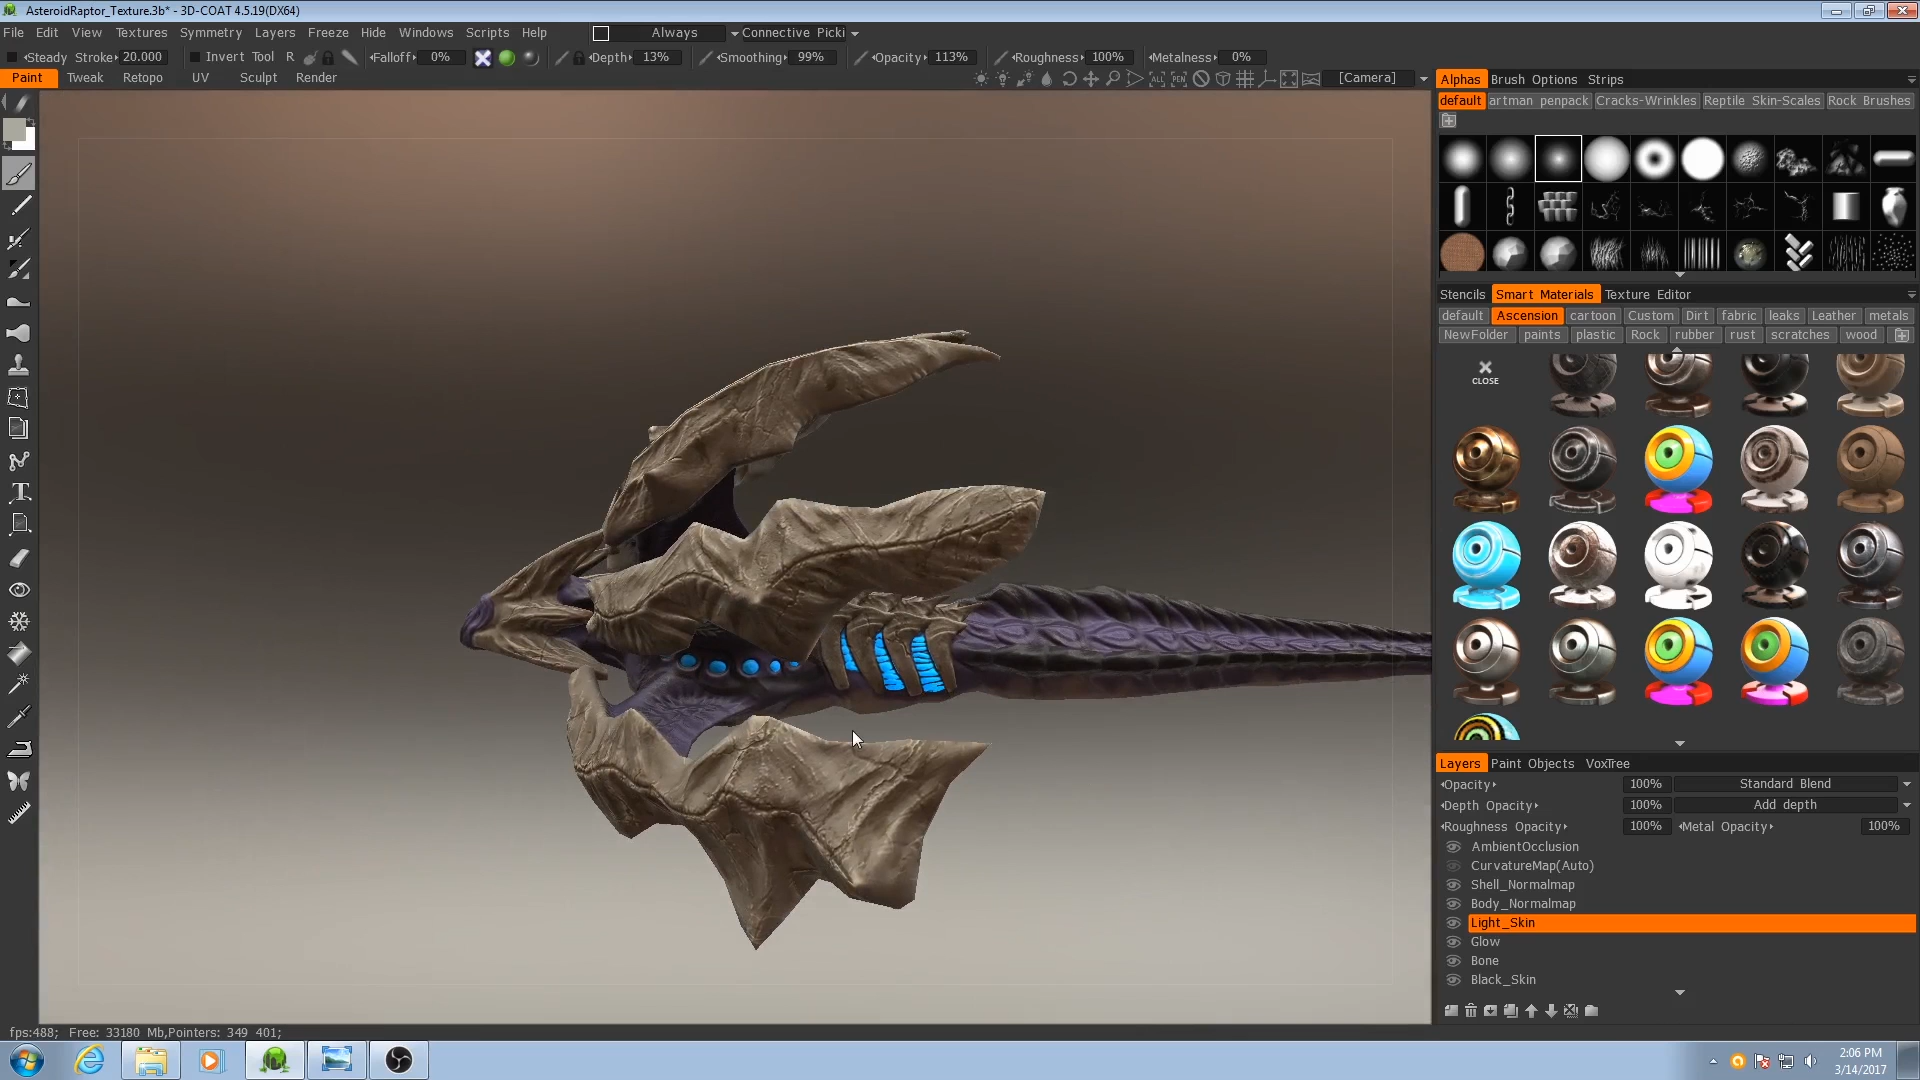 AsteroidRaptor_Texture.3b* - 3D-COAT 4.5.19(DX64)
File Edit View Textures Symmetry Layers Freeze Hide Windows Scripts Help Always Connective Picki
Steady Stroke 20.000 Invert Tool R Falloff 0% Depth 13% Smoothing 99% Opacity 113% Roughness 100% Metalness 0%
Paint Tweak Retopo UV Sculpt Render [Camera]
Alphas Brush Options Strips
default artman penpack Cracks-Wrinkles Reptile Skin-Scales Rock Brushes
Stencils Smart Materials Texture Editor
default Ascension cartoon Custom Dirt fabric leaks Leather metals
NewFolder paints plastic Rock rubber rust scratches wood
CLOSE
Layers Paint Objects VoxTree
Opacity 100% Standard Blend
Depth Opacity 100% Add depth
Roughness Opacity 100% Metal Opacity 100%
AmbientOcclusion
CurvatureMap(Auto)
Shell_Normalmap
Body_Normalmap
Light_Skin
Glow
Bone
Black_Skin
fps:488; Free: 33180 Mb,Pointers: 349 401;
2:06 PM
3/14/2017